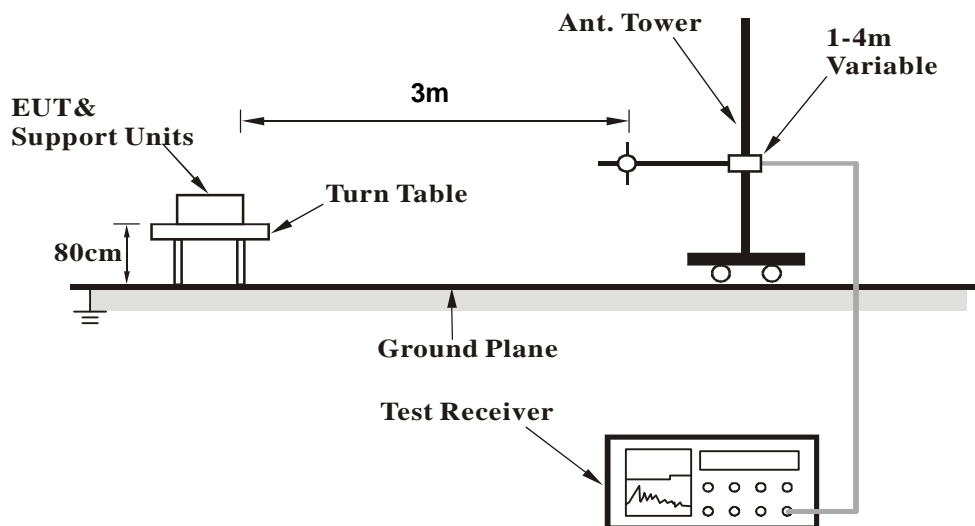 Ant. Tower
1-4m
Variable
3m
EUT&
Support Units
Turn Table
80cm
Ground Plane
Test Receiver